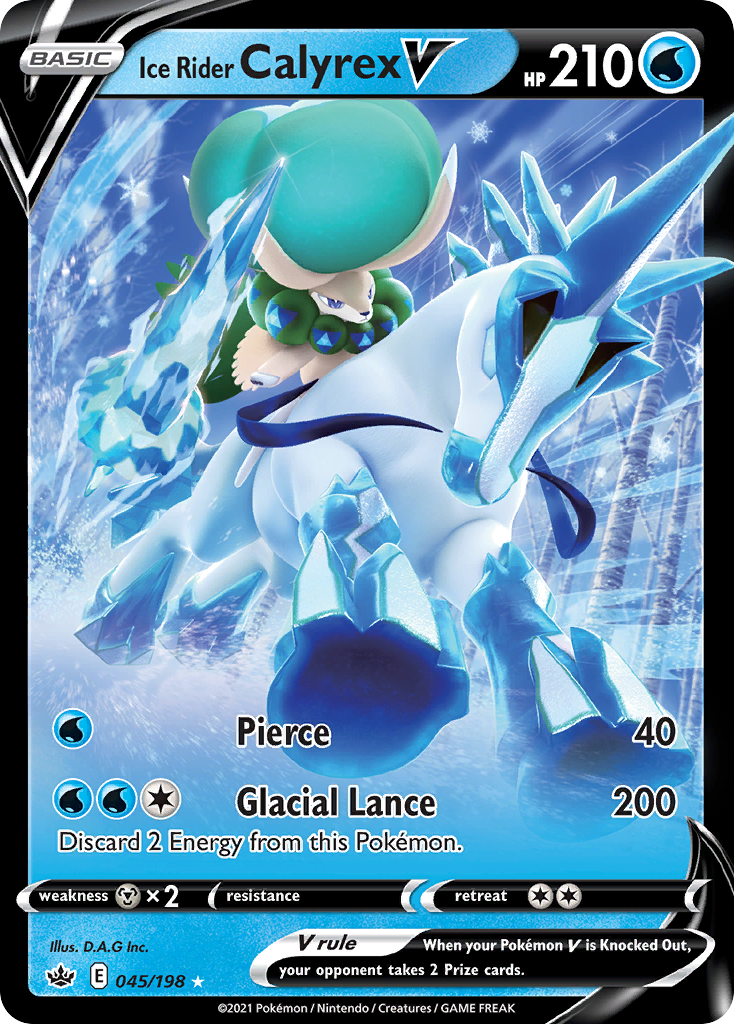 BASIC
Ice Rider Calyrex V
HP 210
Pierce 40
Glacial Lance 200
Discard 2 Energy from this Pokémon.
weakness ×2 resistance retreat
Illus. D.A.G Inc.
V rule When your Pokémon V is Knocked Out,
your opponent takes 2 Prize cards.
E 045/198
©2021 Pokémon / Nintendo / Creatures / GAME FREAK